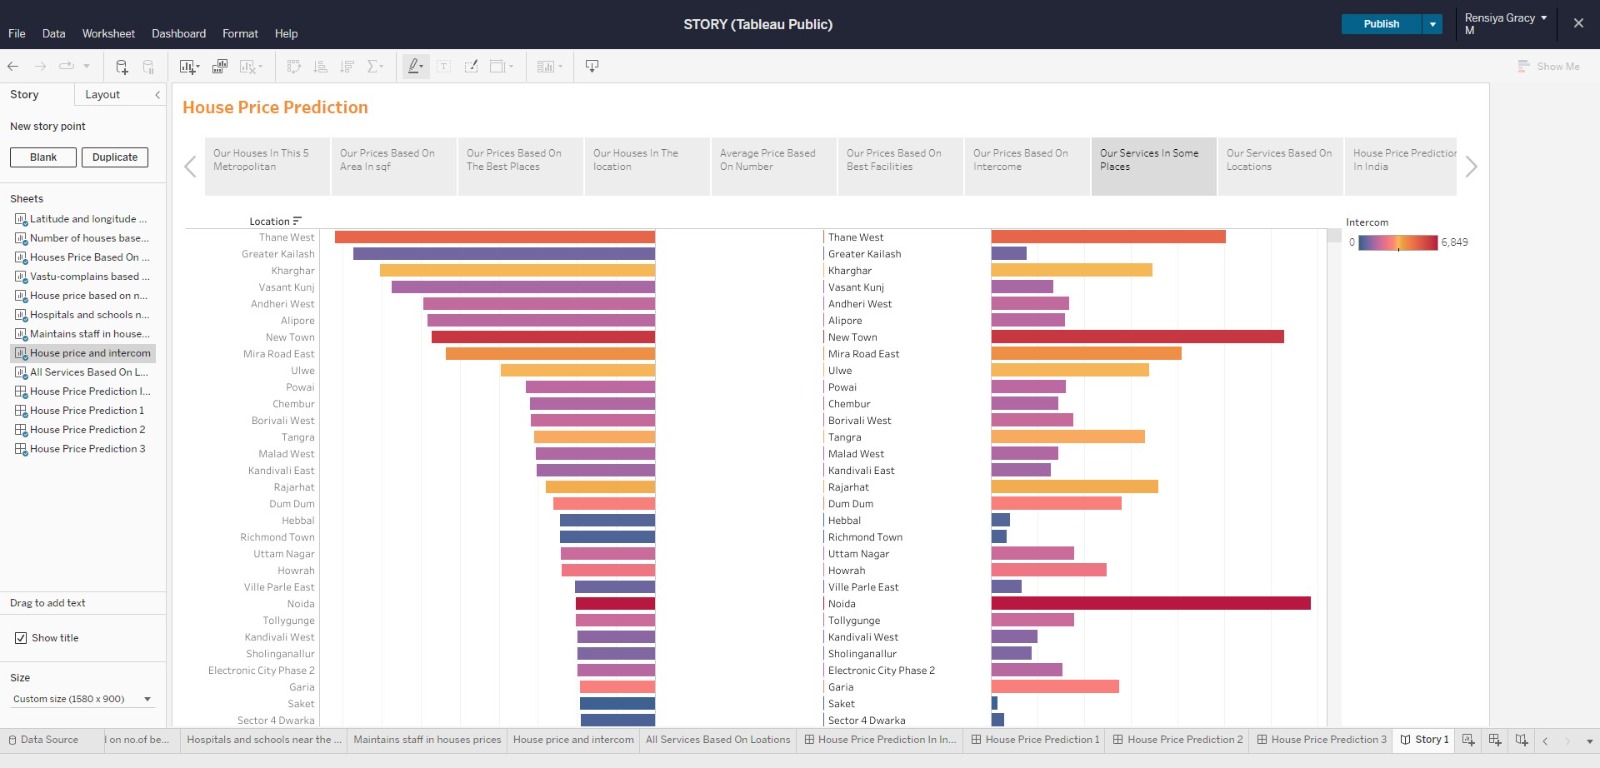 STORY (Tableau Public)
Publish
Rensiya Gracy M
File Data Worksheet Dashboard Format Help
Show Me
Story Layout
New story point
Blank Duplicate
Sheets
Latitude and longitude ...
Number of houses base...
Houses Price Based On ...
Vastu-complains based ...
House price based on n...
Hospitals and schools n...
Maintains staff in house...
House price and intercom
All Services Based On L...
House Price Prediction I...
House Price Prediction 1
House Price Prediction 2
House Price Prediction 3
Drag to add text
Show title
Size
Custom size (1580 x 900)
House Price Prediction
Our Houses In This 5 Metropolitan
Our Prices Based On Area In sqf
Our Prices Based On The Best Places
Our Houses In The location
Average Price Based On Number
Our Prices Based On Best Facilities
Our Prices Based On Intercome
Our Services In Some Places
Our Services Based On Locations
House Price Prediction In India
Location
Thane West Thane West
Greater Kailash Greater Kailash
Kharghar Kharghar
Vasant Kunj Vasant Kunj
Andheri West Andheri West
Alipore Alipore
New Town New Town
Mira Road East Mira Road East
Ulwe Ulwe
Powai Powai
Chembur Chembur
Borivali West Borivali West
Tangra Tangra
Malad West Malad West
Kandivali East Kandivali East
Rajarhat Rajarhat
Dum Dum Dum Dum
Hebbal Hebbal
Richmond Town Richmond Town
Uttam Nagar Uttam Nagar
Howrah Howrah
Ville Parle East Ville Parle East
Noida Noida
Tollygunge Tollygunge
Kandivali West Kandivali West
Sholinganallur Sholinganallur
Electronic City Phase 2 Electronic City Phase 2
Garia Garia
Saket Saket
Sector 4 Dwarka Sector 4 Dwarka
Intercom
0 6,849
Data Source l on no.of be... Hospitals and schools near the ... Maintains staff in houses prices House price and intercom All Services Based On Loations House Price Prediction In In... House Price Prediction 1 House Price Prediction 2 House Price Prediction 3 Story 1